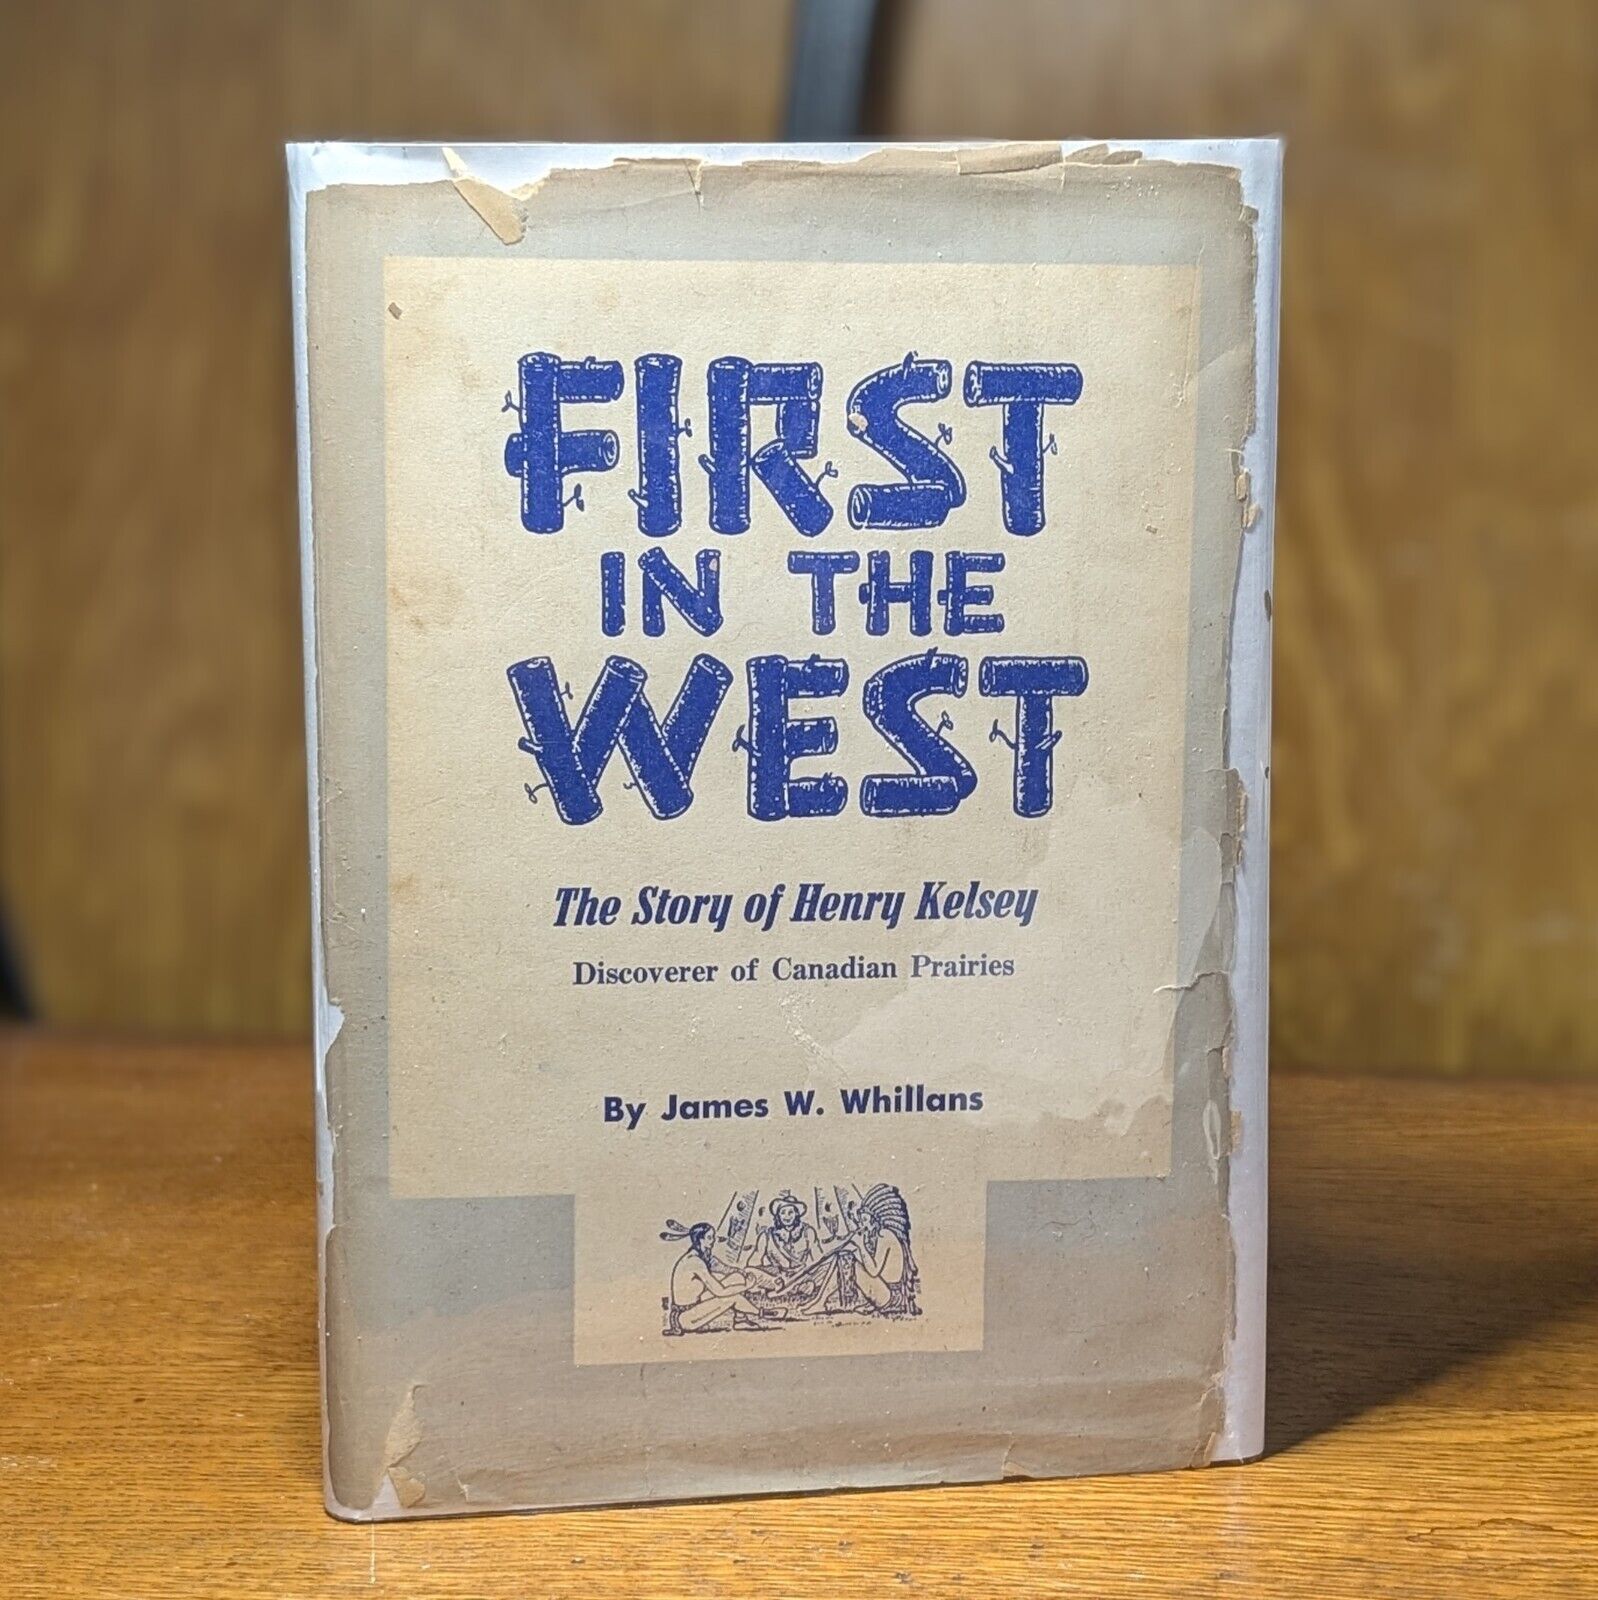 FIRST
IN THE
WEST
The Story of Henry Kelsey
Discoverer of Canadian Prairies
By James W. Whillans